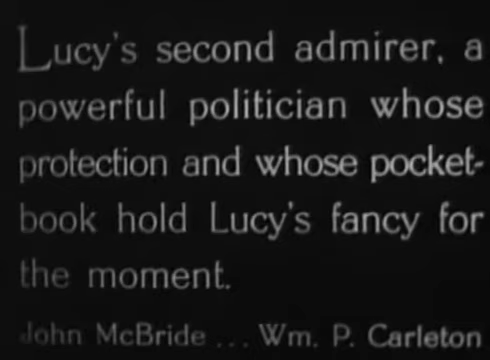 Lucy's second admirer, a
powerful politician whose
protection and whose pocket-
book hold Lucy's fancy for
the moment.
John McBride ... Wm. P. Carleton